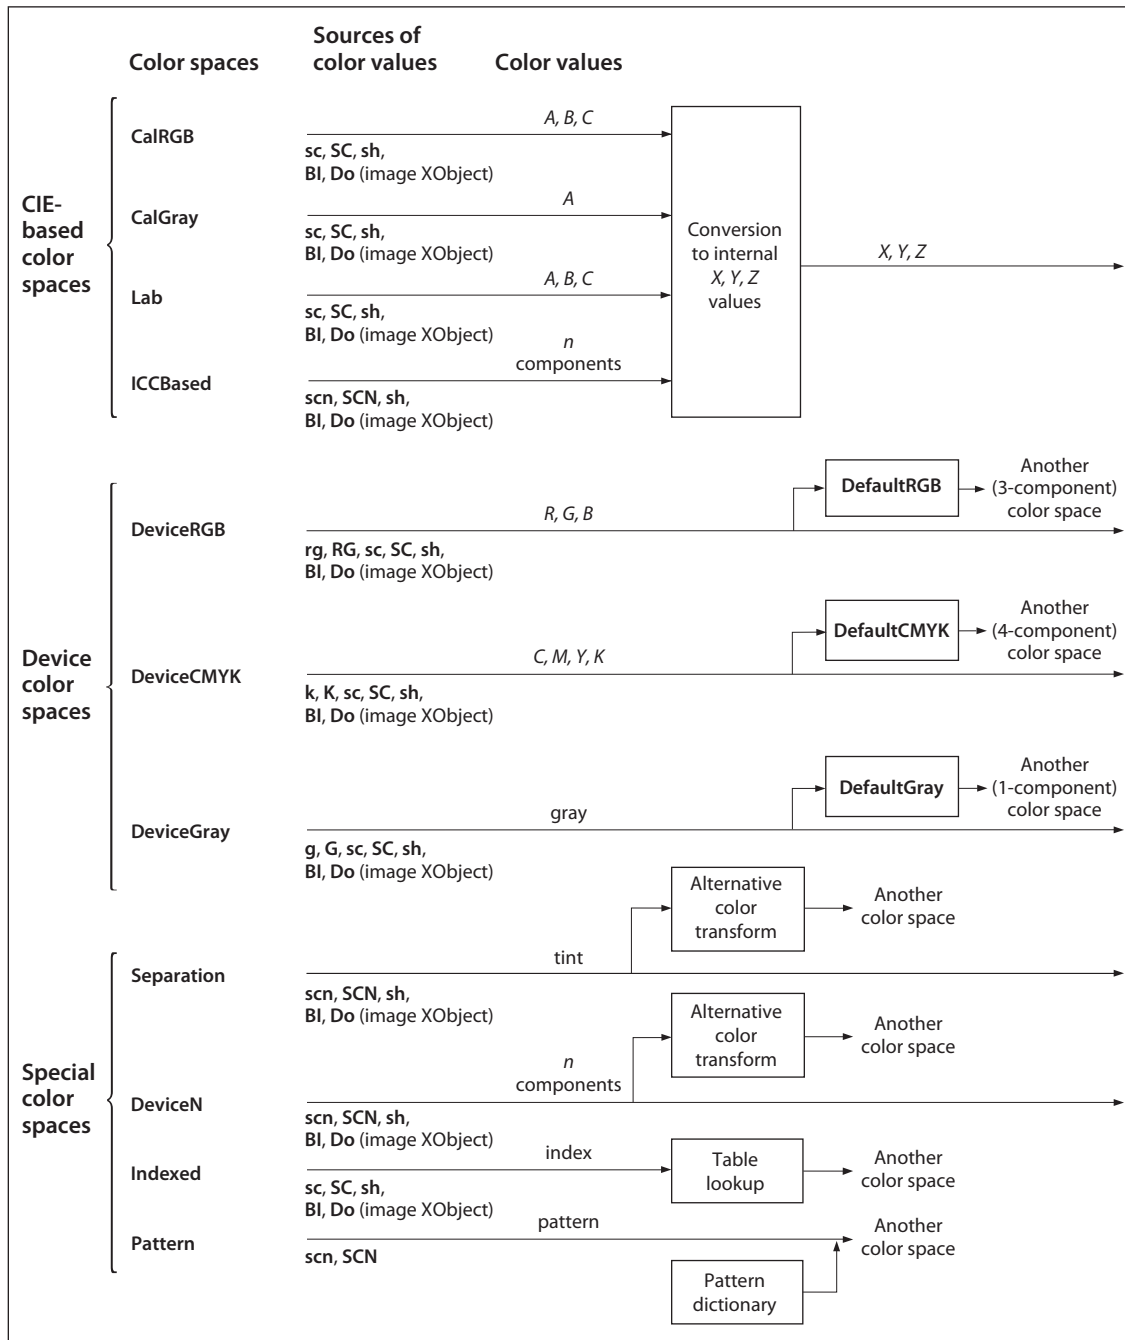 Color spaces
Sources of
color values
Color values
CIE-
based
color
spaces
CalRGB
A, B, C
sc, SC, sh,
BI, Do (image XObject)
CalGray
A
sc, SC, sh,
BI, Do (image XObject)
Lab
A, B, C
sc, SC, sh,
BI, Do (image XObject)
ICCBased
n
components
scn, SCN, sh,
BI, Do (image XObject)
Conversion
to internal
X, Y, Z
values
X, Y, Z
Device
color
spaces
DeviceRGB
R, G, B
rg, RG, sc, SC, sh,
BI, Do (image XObject)
DefaultRGB
Another
(3-component)
color space
DeviceCMYK
C, M, Y, K
k, K, sc, SC, sh,
BI, Do (image XObject)
DefaultCMYK
Another
(4-component)
color space
DeviceGray
gray
g, G, sc, SC, sh,
BI, Do (image XObject)
DefaultGray
Another
(1-component)
color space
Special
color
spaces
Separation
tint
scn, SCN, sh,
BI, Do (image XObject)
Alternative
color
transform
Another
color space
DeviceN
n
components
scn, SCN, sh,
BI, Do (image XObject)
Alternative
color
transform
Another
color space
Indexed
index
sc, SC, sh,
BI, Do (image XObject)
Table
lookup
Another
color space
Pattern
pattern
scn, SCN
Another
color space
Pattern
dictionary